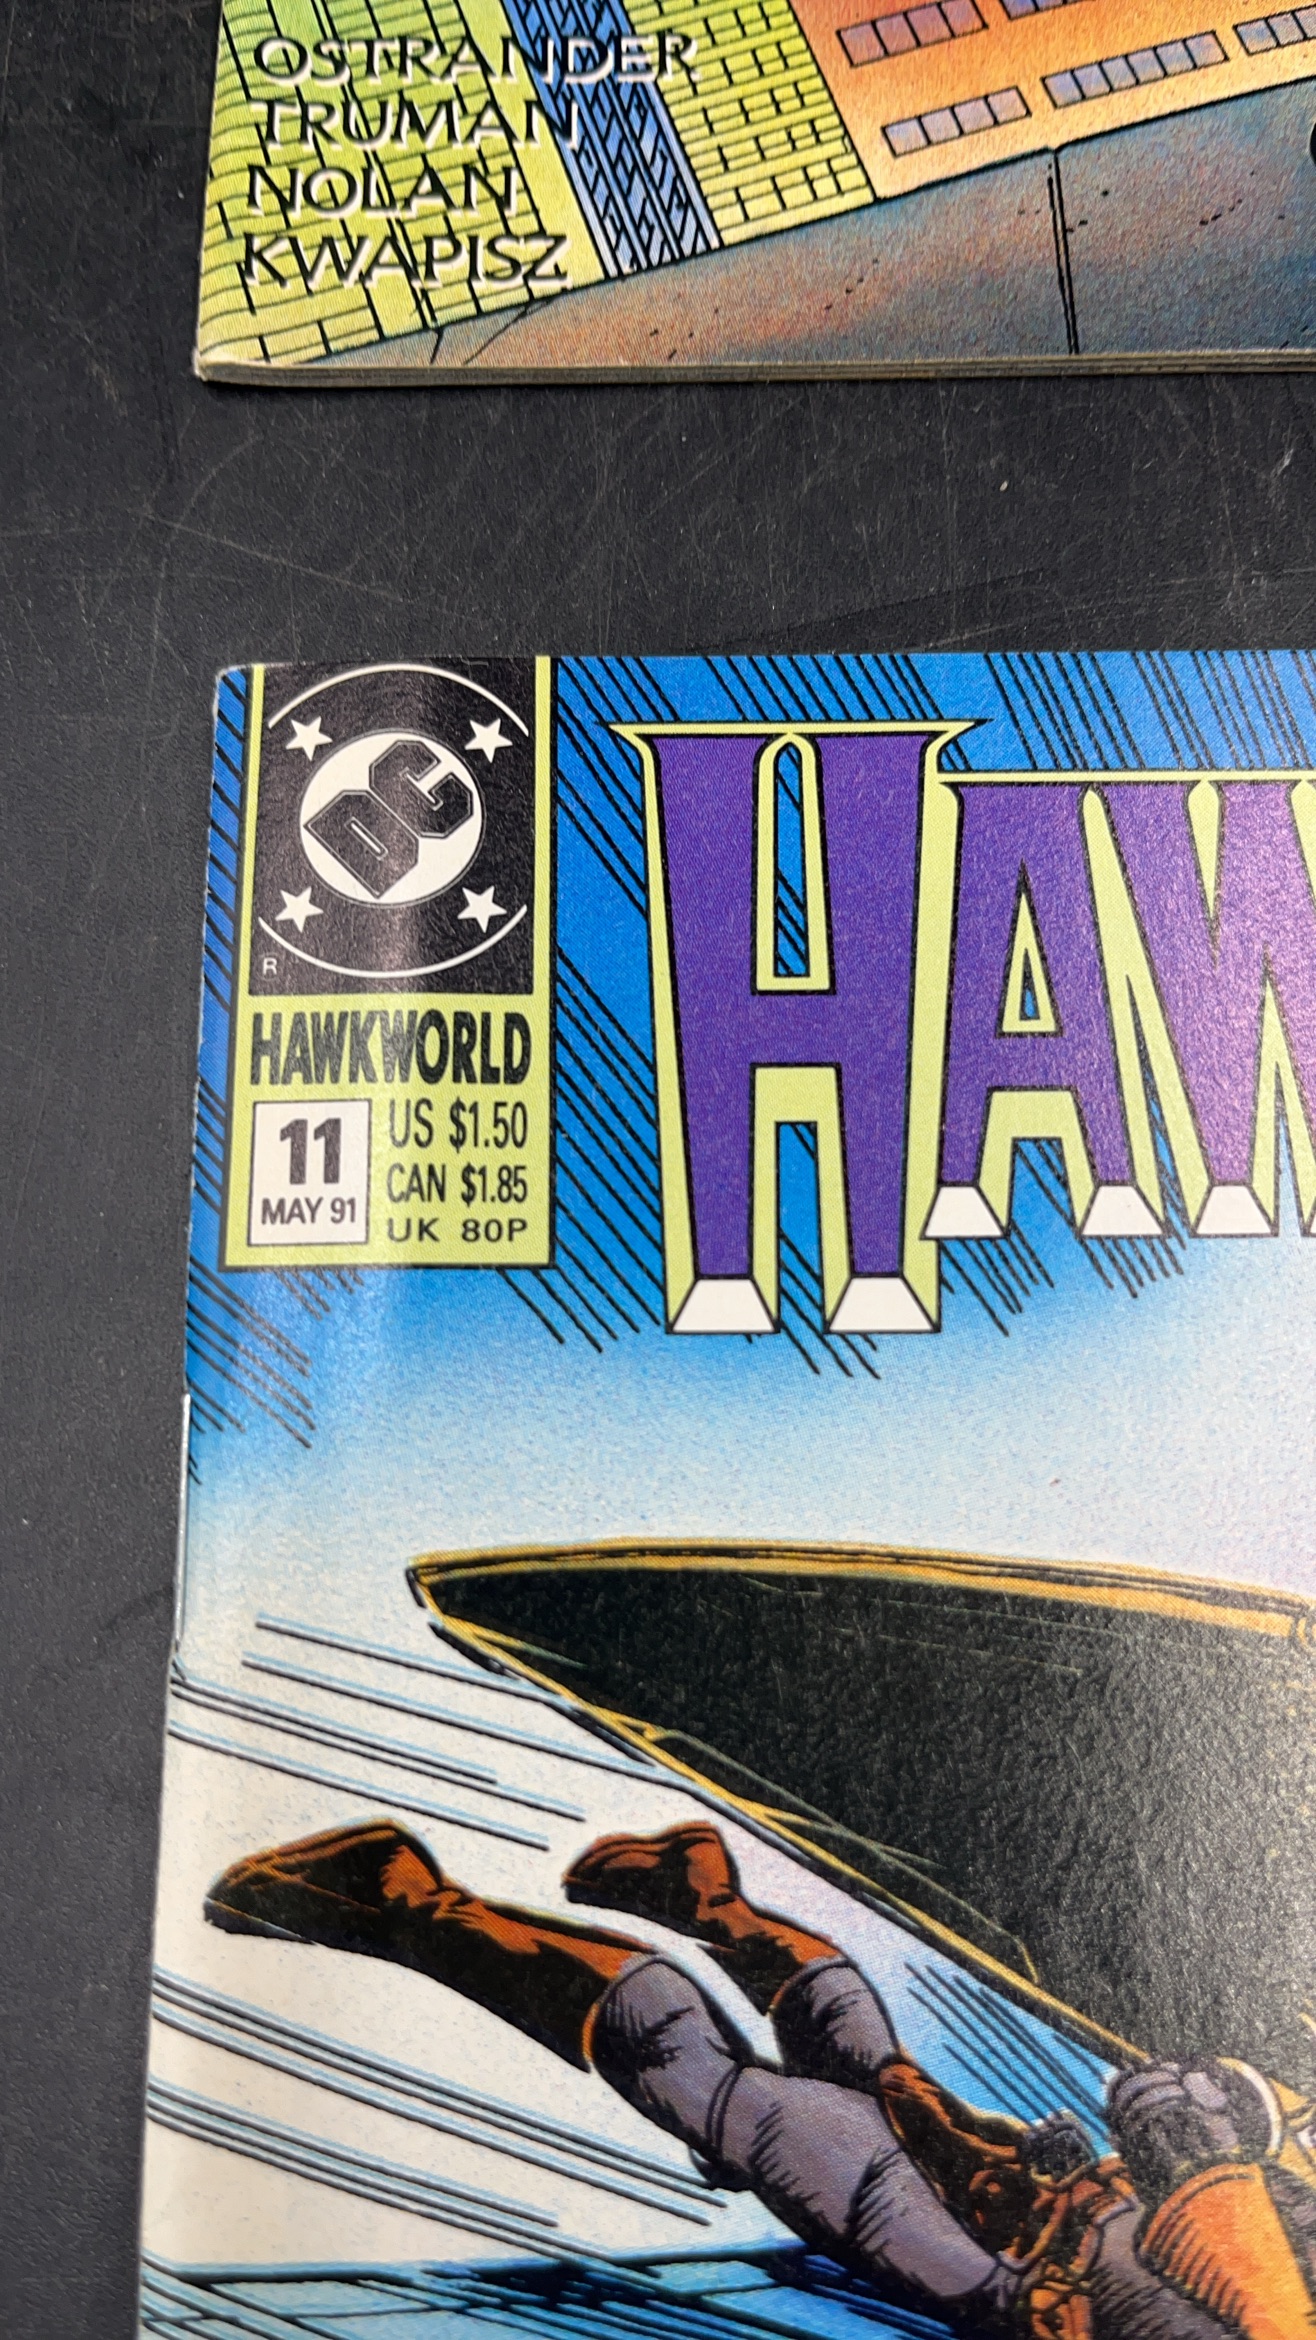 OSTRANDER
TRUMAN
NOLAN
KWAPISZ
DC
R
HAWKWORLD
11
MAY 91
US $1.50
CAN $1.85
UK 80P
HAW